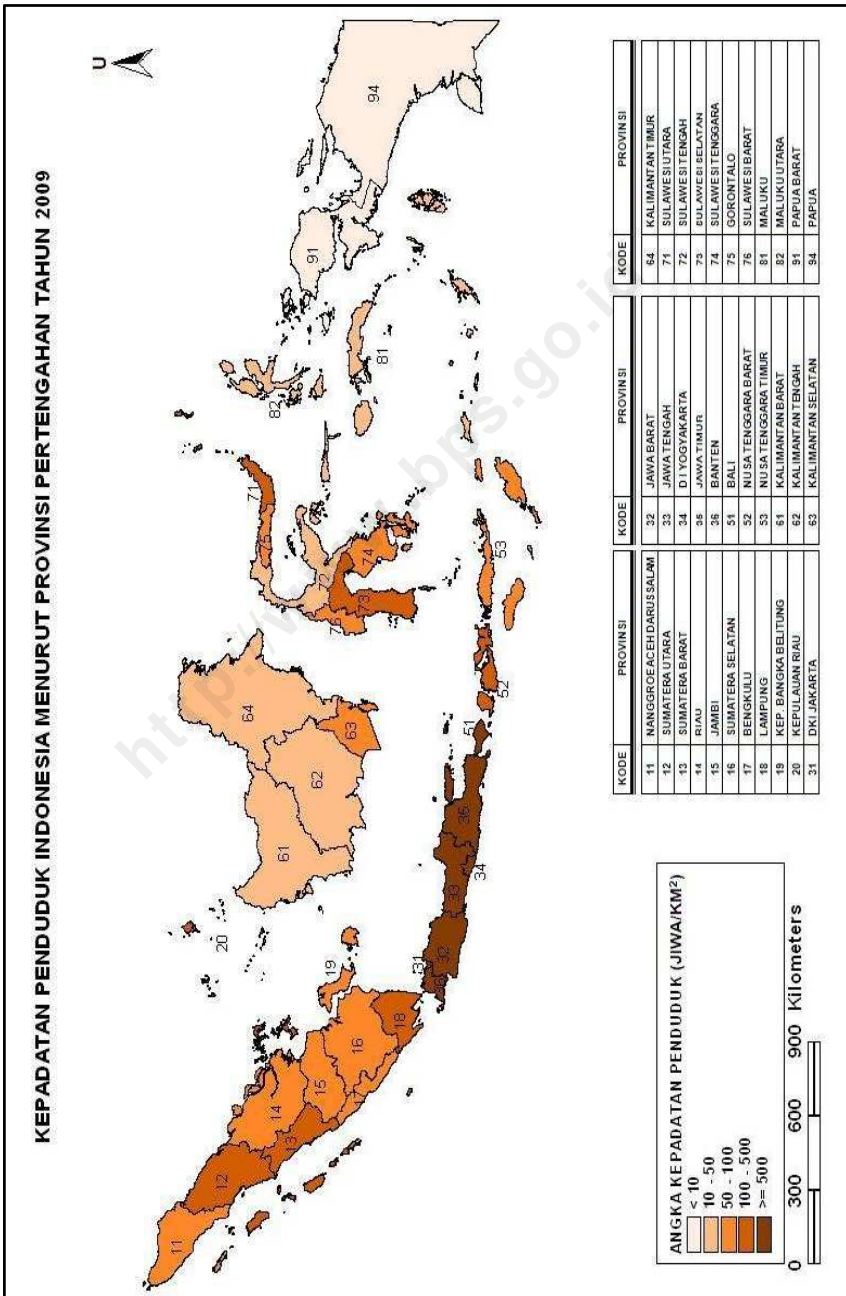 KEPADATAN PENDUDUK INDONESIA MENURUT PROVINSI PERTENGAHAN TAHUN 2009
U
11
12
13
14
15
16
17
18
19
20
31
32
33
34
35
36
51
52
53
61
62
63
64
71
72
73
74
75
76
81
82
91
94
http://www.bps.go.id
ANGKA KEPADATAN PENDUDUK (JIWA/KM²)
< 10
10 - 50
50 - 100
100 - 500
>= 500
0 300 600 900 Kilometers
KODE PROVINSI KODE PROVINSI KODE PROVINSI
11 NANGGROE ACEH DARUSSALAM 32 JAWA BARAT 64 KALIMANTAN TIMUR
12 SUMATERA UTARA 33 JAWA TENGAH 71 SULAWESI UTARA
13 SUMATERA BARAT 34 D I YOGYAKARTA 72 SULAWESI TENGAH
14 RIAU 35 JAWA TIMUR 73 SULAWESI SELATAN
15 JAMBI 36 BANTEN 74 SULAWESI TENGGARA
16 SUMATERA SELATAN 51 BALI 75 GORONTALO
17 BENGKULU 52 NUSA TENGGARA BARAT 76 SULAWESI BARAT
18 LAMPUNG 53 NUSA TENGGARA TIMUR 81 MALUKU
19 KEP. BANGKA BELITUNG 61 KALIMANTAN BARAT 82 MALUKU UTARA
20 KEPULAUAN RIAU 62 KALIMANTAN TENGAH 91 PAPUA BARAT
31 DKI JAKARTA 63 KALIMANTAN SELATAN 94 PAPUA